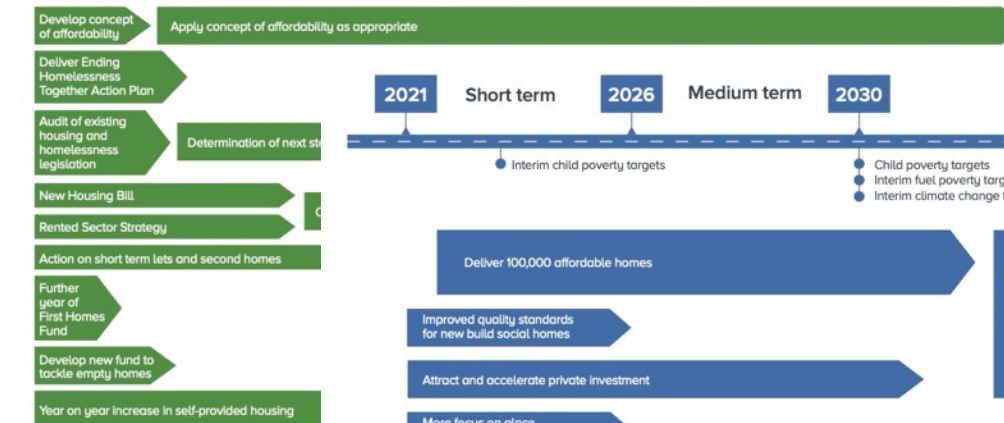 Develop concept
of affordability
Apply concept of affordability as appropriate
Deliver Ending
Homelessness
Together Action Plan
Audit of existing
housing and
homelessness
legislation
Determination of next
New Housing Bill
Rented Sector Strategy
Action on short term lets and second homes
Further
year of
First Homes
Fund
Develop new fund to
tackle empty homes
Year on year increase in self-provided housing
2021
Short term
2026
Medium term
2030
Interim child poverty targets
Child poverty targets
Interim fuel poverty
Interim climate change
Deliver 100,000 affordable homes
Improved quality standards
for new build social homes
Attract and accelerate private investment
More focus on place